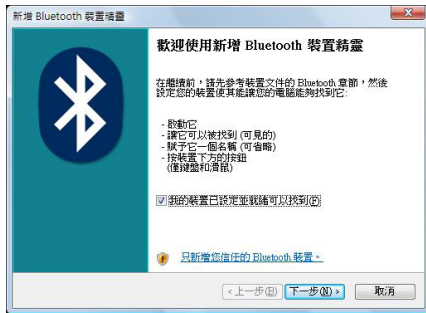 新增 Bluetooth 裝置精靈
歡迎使用新增 Bluetooth 裝置精靈
在繼續前，請先參考裝置文件的 Bluetooth 章節，然後
設定您的裝置使其能讓您的電腦能夠找到它:
- 啟動它
- 讓它可以被找到 (可見的)
- 賦予它一個名稱 (可省略)
- 按裝置下方的按鈕
(僅鍵盤和滑鼠)
我的裝置已設定並就緒可以找到(F)
只新增您信任的 Bluetooth 裝置。
<上一步(B)
下一步(N) >
取消